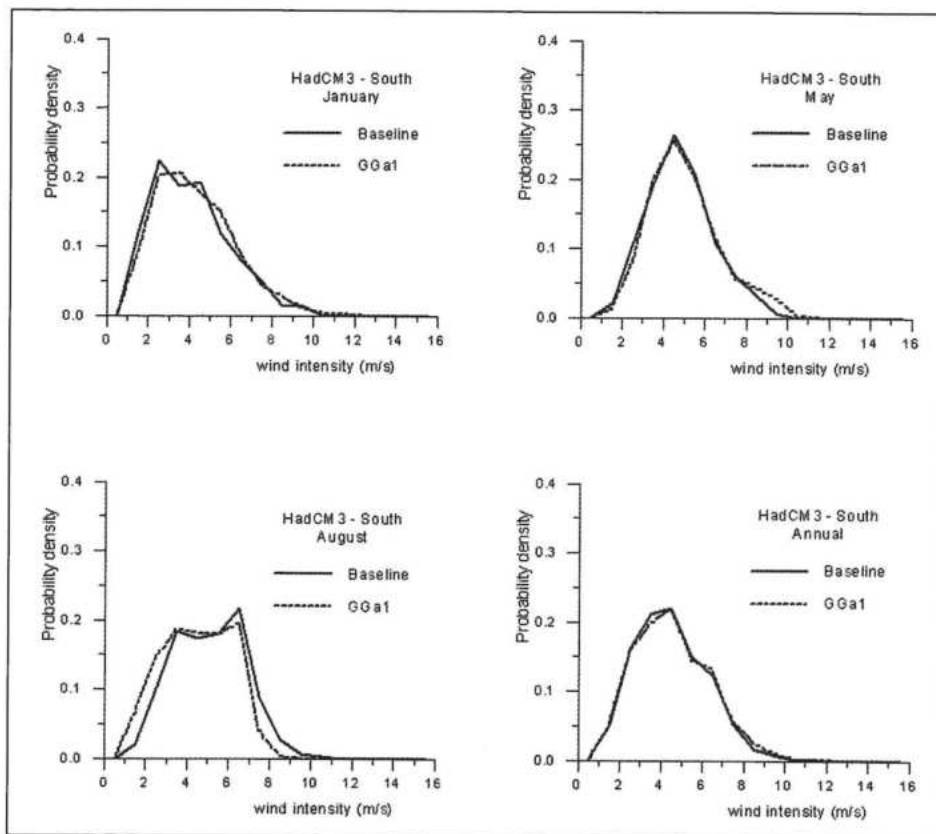 0.4
0.3
0.2
0.1
0.0
Probability density
HadCM3 - South
January
Baseline
GGa1
0 2 4 6 8 10 12 14 16
wind intensity (m/s)
0.4
0.3
0.2
0.1
0.0
Probability density
HadCM3 - South
May
Baseline
GGa1
0 2 4 6 8 10 12 14 16
wind intensity (m/s)
0.4
0.3
0.2
0.1
0.0
Probability density
HadCM3 - South
August
Baseline
GGa1
0 2 4 6 8 10 12 14 16
wind intensity (m/s)
0.4
0.3
0.2
0.1
0.0
Probability density
HadCM3 - South
Annual
Baseline
GGa1
0 2 4 6 8 10 12 14 16
wind intensity (m/s)